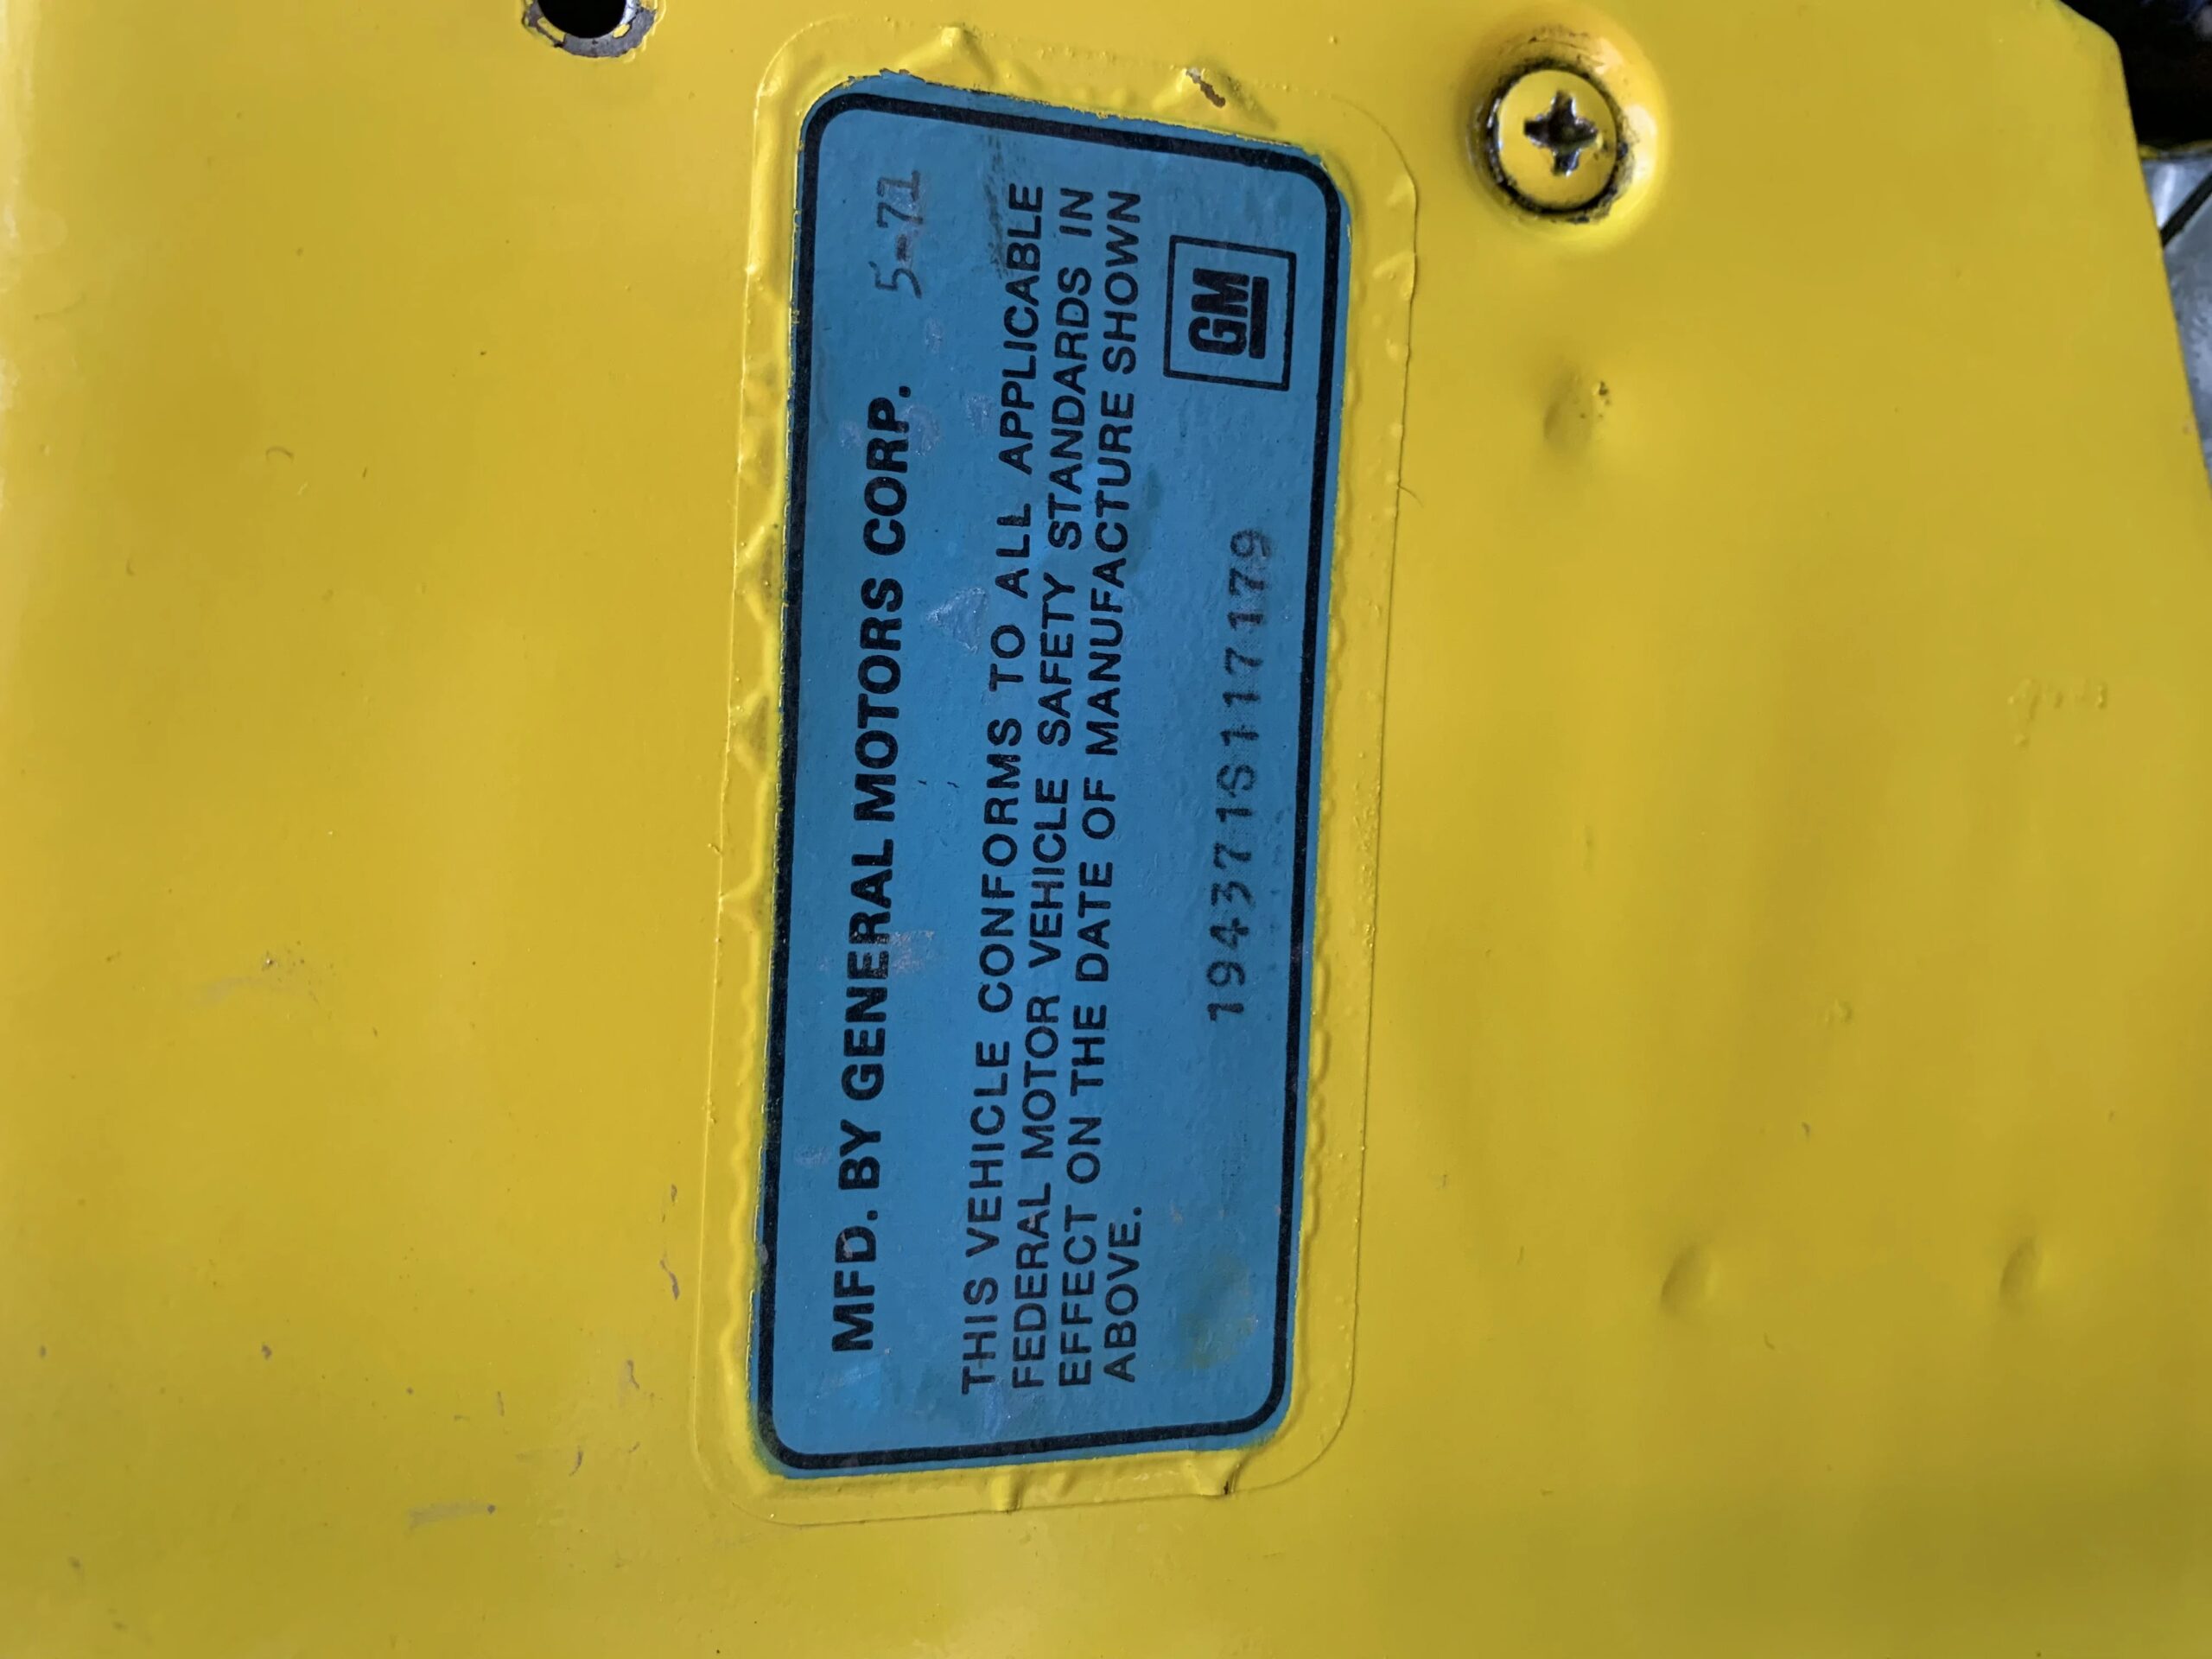 MFD. BY GENERAL MOTORS CORP. 5-71
THIS VEHICLE CONFORMS TO ALL APPLICABLE
FEDERAL MOTOR VEHICLE SAFETY STANDARDS IN
EFFECT ON THE DATE OF MANUFACTURE SHOWN
ABOVE.
194371S117179
GM